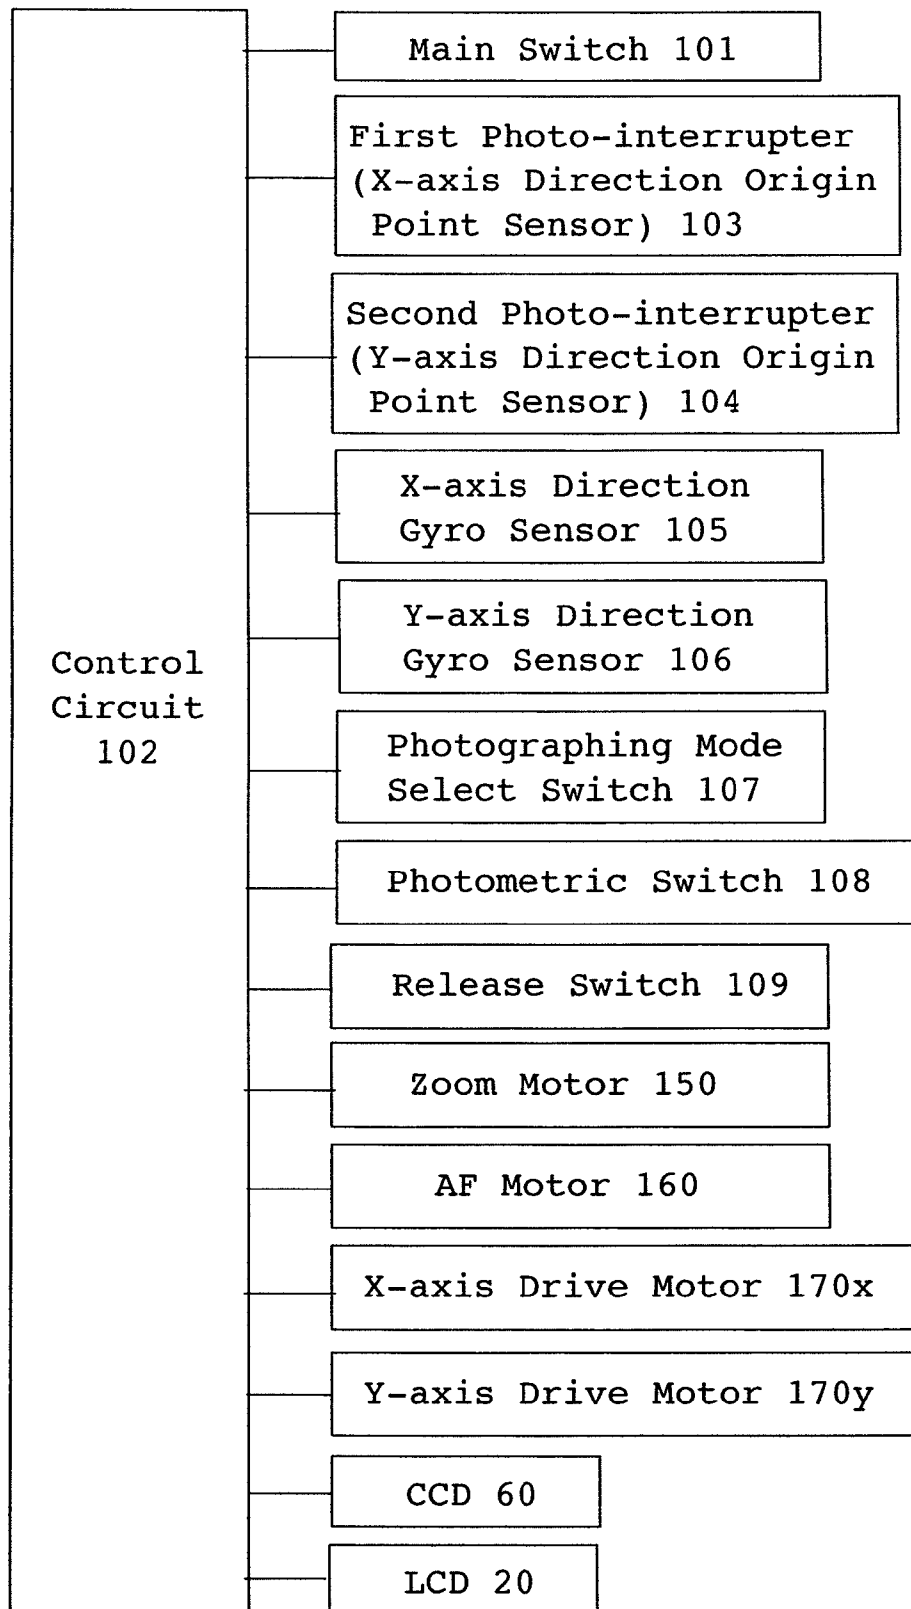 Main Switch 101
First Photo-interrupter
(X-axis Direction Origin
Point Sensor) 103
Second Photo-interrupter
(Y-axis Direction Origin
Point Sensor) 104
X-axis Direction
Gyro Sensor 105
Y-axis Direction
Gyro Sensor 106
Control
Circuit
102
Photographing Mode
Select Switch 107
Photometric Switch 108
Release Switch 109
Zoom Motor 150
AF Motor 160
X-axis Drive Motor 170x
Y-axis Drive Motor 170y
CCD 60
LCD 20